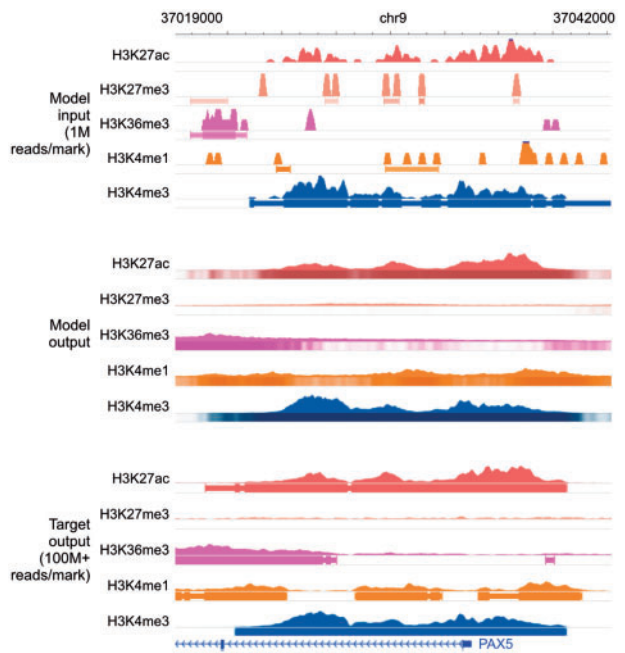 37019000 chr9 37042000
H3K27ac
H3K27me3
Model
input
(1M
reads/mark)
H3K36me3
H3K4me1
H3K4me3
H3K27ac
H3K27me3
Model
output
H3K36me3
H3K4me1
H3K4me3
H3K27ac
H3K27me3
Target
output
(100M+
reads/mark)
H3K36me3
H3K4me1
H3K4me3
PAX5